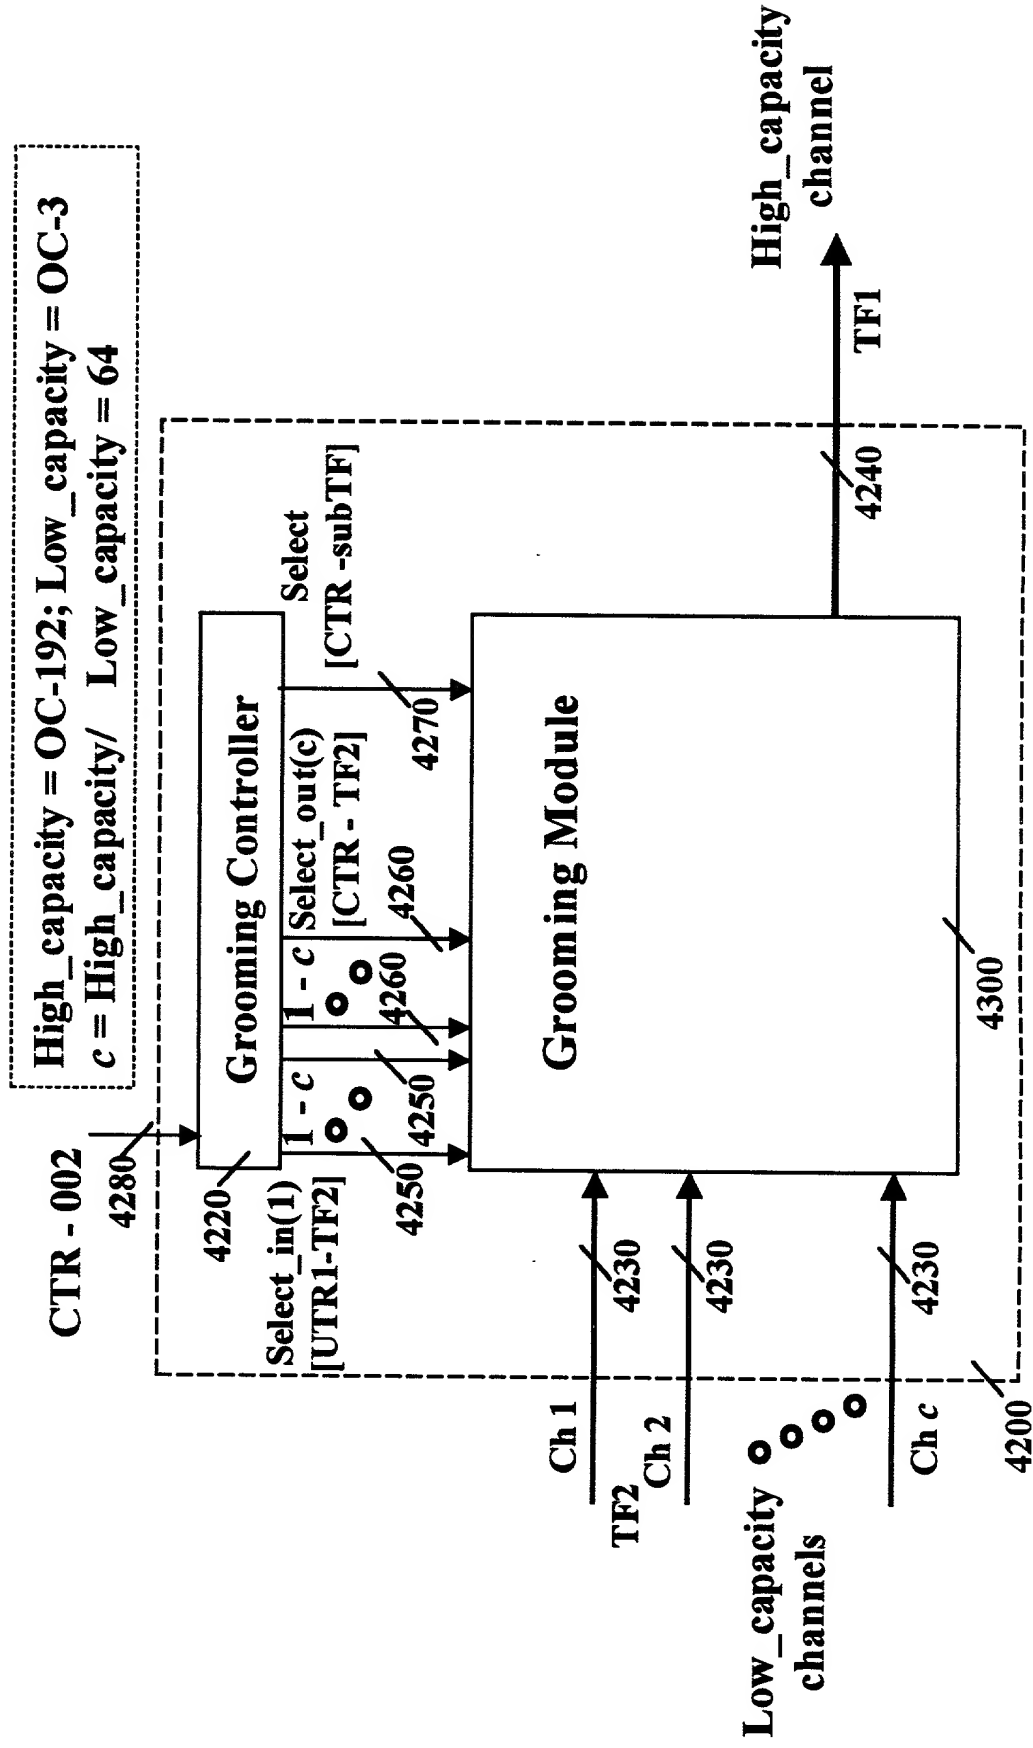 High_capacity = OC-192; Low_capacity = OC-3
c = High_capacity/ Low_capacity = 64
CTR - 002
4280
4220
Grooming Controller
Select_in(1)
[UTR1-TF2]
1 - c
4250
4250
1 - c
4260
4260
Select_out(c)
[CTR - TF2]
4270
Select
[CTR -subTF]
Grooming Module
4300
Ch 1
4230
TF2
Ch 2
4230
Low_capacity
channels
Ch c
4230
4200
4240
TF1
High_capacity
channel